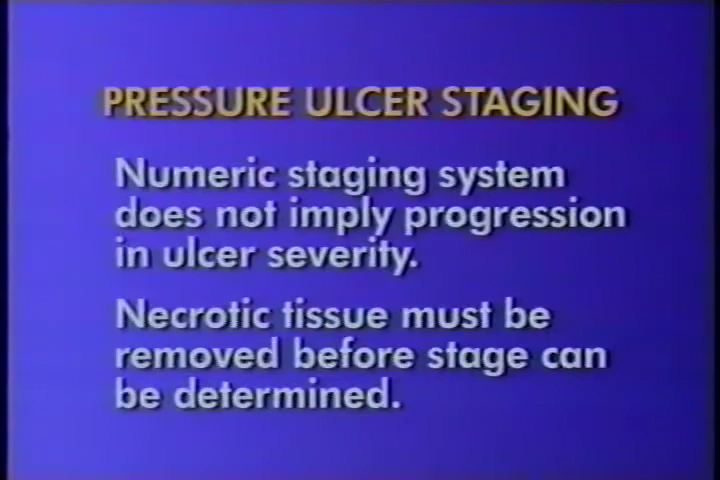 PRESSURE ULCER STAGING
Numeric staging system
does not imply progression
in ulcer severity.
Necrotic tissue must be
removed before stage can
be determined.